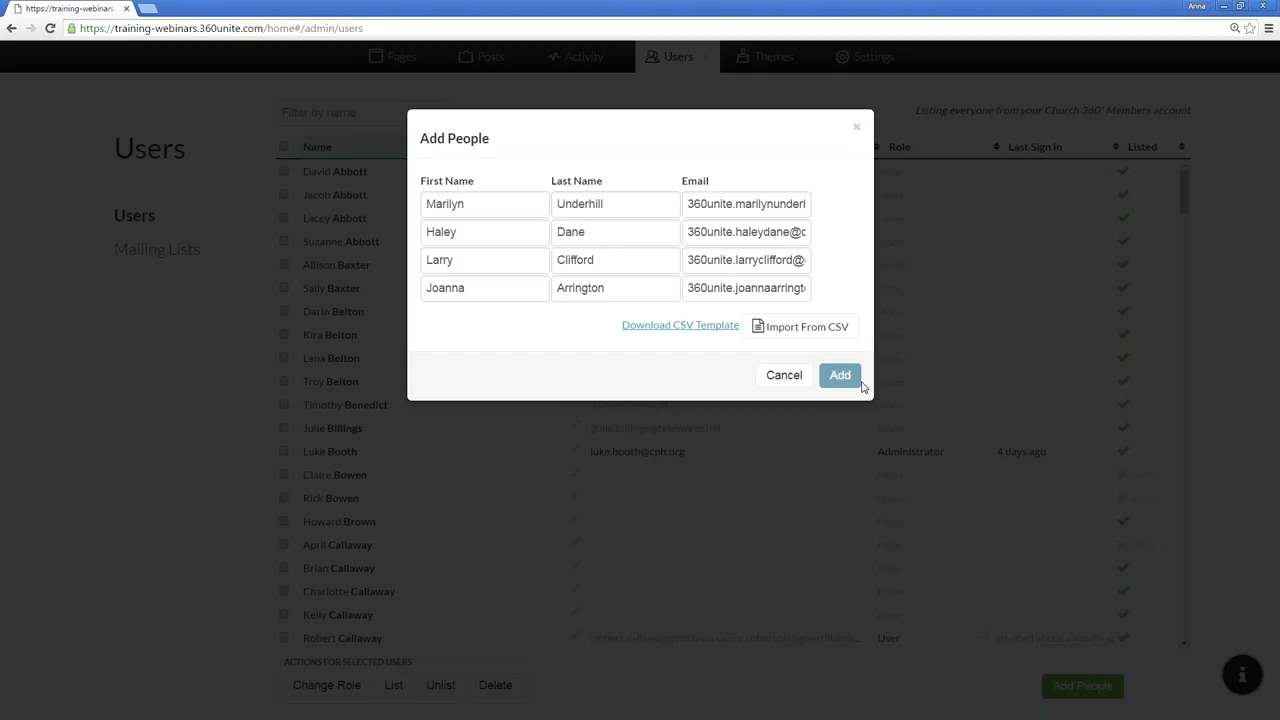 https://training-webinars.
Anna
https://training-webinars.360unite.com/home#/admin/users
Pages
Posts
Activity
Users
Themes
Settings
Filter by name
Listing everyone from your Church 360° Members account
Users
Users
Mailing Lists
Name
Role
Last Sign in
Listed
David Abbott
Jacob Abbott
Lacey Abbott
Suzanne Abbott
Allison Baxter
Sally Baxter
Darin Belton
Kira Belton
Lena Belton
Troy Belton
Timothy Benedict
Julie Billings
Luke Booth luke.booth@cph.org Administrator 4 days ago
Claire Bowen
Rick Bowen
Howard Brown
April Callaway
Brian Callaway
Charlotte Callaway
Kelly Callaway
Robert Callaway User
Add People
First Name Last Name Email
Marilyn Underhill 360unite.marilynunderl
Haley Dane 360unite.haleydane@c
Larry Clifford 360unite.larryclifford@
Joanna Arrington 360unite.joannaarringt
Download CSV Template Import From CSV
Cancel Add
ACTIONS FOR SELECTED USERS
Change Role List Unlist Delete
Add People